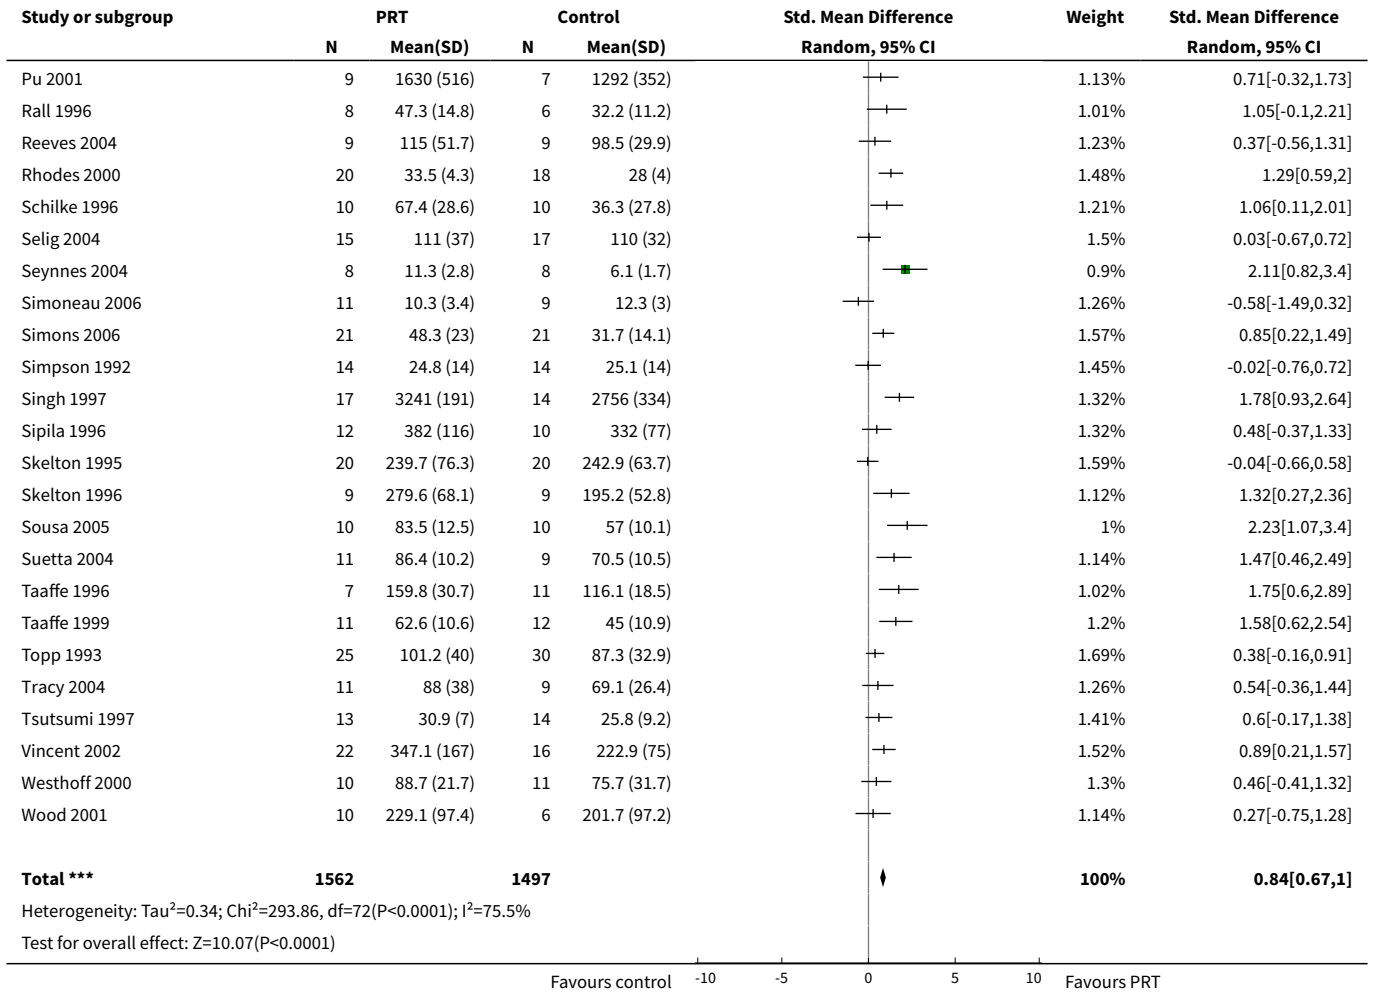 Study or subgroup PRT Control Std. Mean Difference Weight Std. Mean Difference
N Mean(SD) N Mean(SD) Random, 95% CI Random, 95% CI
Pu 2001 9 1630 (516) 7 1292 (352) 1.13% 0.71[-0.32,1.73]
Rall 1996 8 47.3 (14.8) 6 32.2 (11.2) 1.01% 1.05[-0.1,2.21]
Reeves 2004 9 115 (51.7) 9 98.5 (29.9) 1.23% 0.37[-0.56,1.31]
Rhodes 2000 20 33.5 (4.3) 18 28 (4) 1.48% 1.29[0.59,2]
Schilke 1996 10 67.4 (28.6) 10 36.3 (27.8) 1.21% 1.06[0.11,2.01]
Selig 2004 15 111 (37) 17 110 (32) 1.5% 0.03[-0.67,0.72]
Seynnes 2004 8 11.3 (2.8) 8 6.1 (1.7) 0.9% 2.11[0.82,3.4]
Simoneau 2006 11 10.3 (3.4) 9 12.3 (3) 1.26% -0.58[-1.49,0.32]
Simons 2006 21 48.3 (23) 21 31.7 (14.1) 1.57% 0.85[0.22,1.49]
Simpson 1992 14 24.8 (14) 14 25.1 (14) 1.45% -0.02[-0.76,0.72]
Singh 1997 17 3241 (191) 14 2756 (334) 1.32% 1.78[0.93,2.64]
Sipila 1996 12 382 (116) 10 332 (77) 1.32% 0.48[-0.37,1.33]
Skelton 1995 20 239.7 (76.3) 20 242.9 (63.7) 1.59% -0.04[-0.66,0.58]
Skelton 1996 9 279.6 (68.1) 9 195.2 (52.8) 1.12% 1.32[0.27,2.36]
Sousa 2005 10 83.5 (12.5) 10 57 (10.1) 1% 2.23[1.07,3.4]
Suetta 2004 11 86.4 (10.2) 9 70.5 (10.5) 1.14% 1.47[0.46,2.49]
Taaffe 1996 7 159.8 (30.7) 11 116.1 (18.5) 1.02% 1.75[0.6,2.89]
Taaffe 1999 11 62.6 (10.6) 12 45 (10.9) 1.2% 1.58[0.62,2.54]
Topp 1993 25 101.2 (40) 30 87.3 (32.9) 1.69% 0.38[-0.16,0.91]
Tracy 2004 11 88 (38) 9 69.1 (26.4) 1.26% 0.54[-0.36,1.44]
Tsutsumi 1997 13 30.9 (7) 14 25.8 (9.2) 1.41% 0.6[-0.17,1.38]
Vincent 2002 22 347.1 (167) 16 222.9 (75) 1.52% 0.89[0.21,1.57]
Westhoff 2000 10 88.7 (21.7) 11 75.7 (31.7) 1.3% 0.46[-0.41,1.32]
Wood 2001 10 229.1 (97.4) 6 201.7 (97.2) 1.14% 0.27[-0.75,1.28]
Total *** 1562 1497 100% 0.84[0.67,1]
Heterogeneity: Tau²=0.34; Chi²=293.86, df=72(P<0.0001); I²=75.5%
Test for overall effect: Z=10.07(P<0.0001)
Favours control -10 -5 0 5 10 Favours PRT